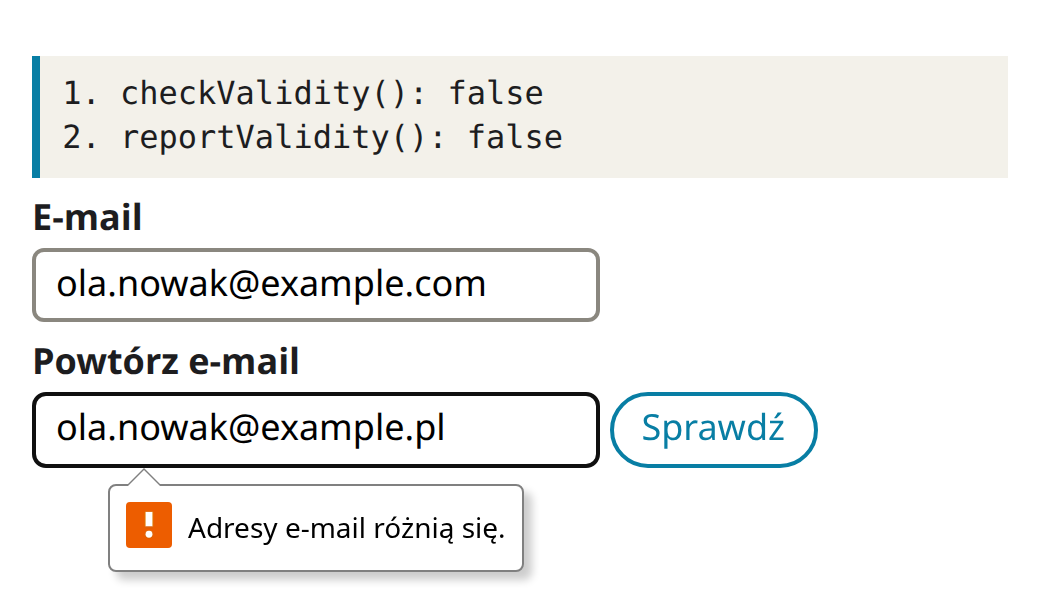 1. checkValidity(): false
2. reportValidity(): false
E-mail
ola.nowak@example.com
Powtórz e-mail
ola.nowak@example.pl
Sprawdź
! Adresy e-mail różnią się.